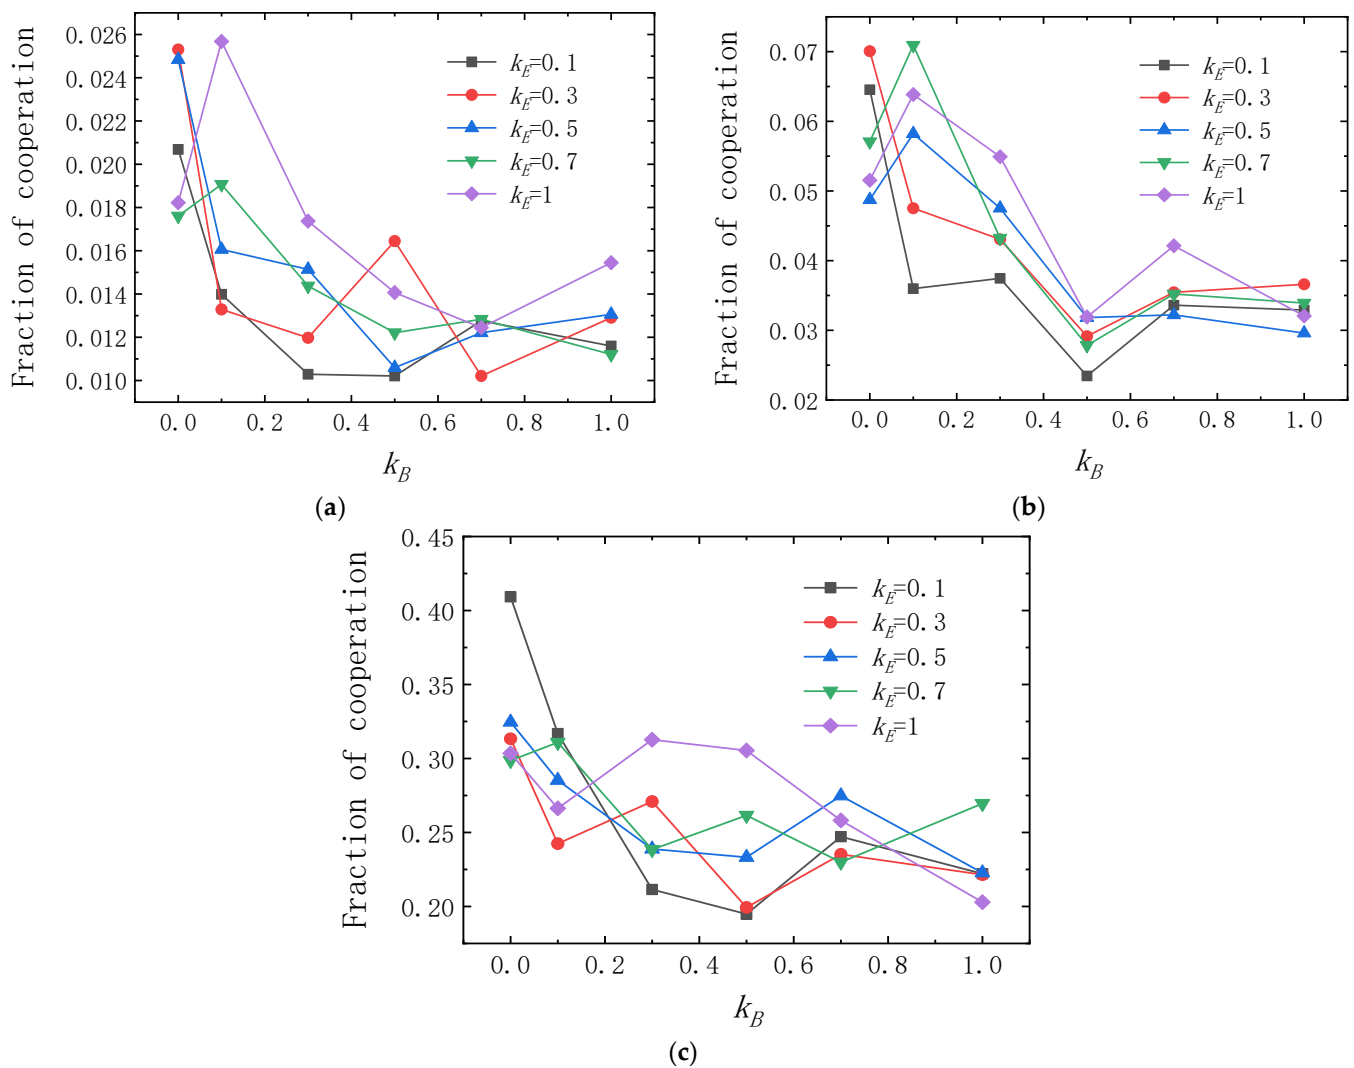 Fraction of cooperation
0.026
0.024
0.022
0.020
0.018
0.016
0.014
0.012
0.010
0.0 0.2 0.4 0.6 0.8 1.0
k_B
k_E=0.1
k_E=0.3
k_E=0.5
k_E=0.7
k_E=1
(a)
Fraction of cooperation
0.07
0.06
0.05
0.04
0.03
0.02
0.0 0.2 0.4 0.6 0.8 1.0
k_B
k_E=0.1
k_E=0.3
k_E=0.5
k_E=0.7
k_E=1
(b)
Fraction of cooperation
0.45
0.40
0.35
0.30
0.25
0.20
0.0 0.2 0.4 0.6 0.8 1.0
k_B
k_E=0.1
k_E=0.3
k_E=0.5
k_E=0.7
k_E=1
(c)